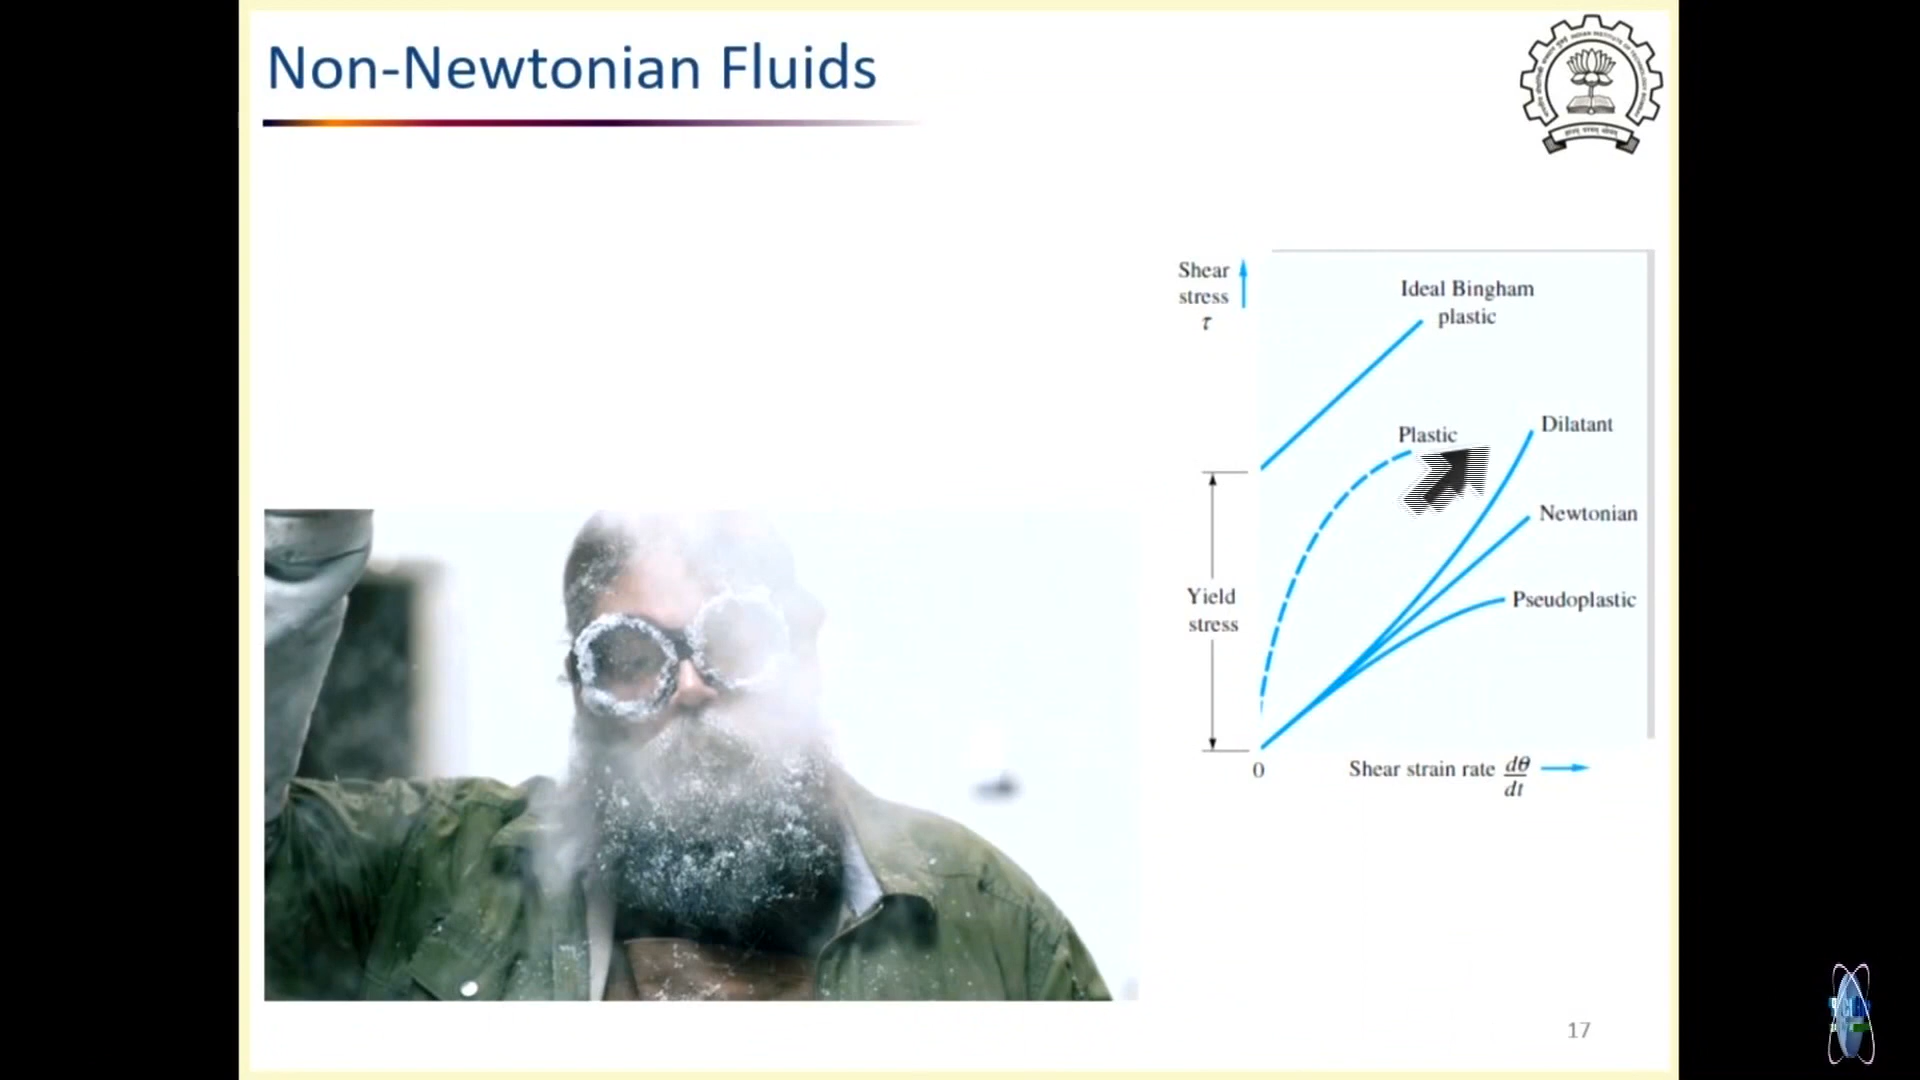 Non-Newtonian Fluids
Shear
stress
τ
Ideal Bingham
plastic
Plastic
Dilatant
Newtonian
Pseudoplastic
Yield
stress
0
Shear strain rate dθ/dt
17